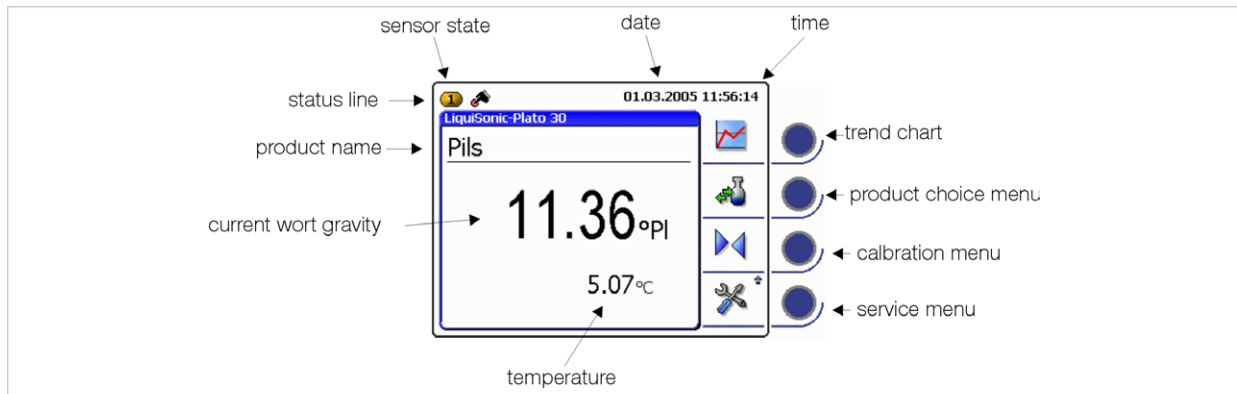 sensor state
date
time
status line
1
01.03.2005 11:56:14
LiquiSonic-Plato 30
trend chart
product name
Pils
product choice menu
current wort gravity
11.36 °Pl
calbration menu
5.07 °C
service menu
temperature